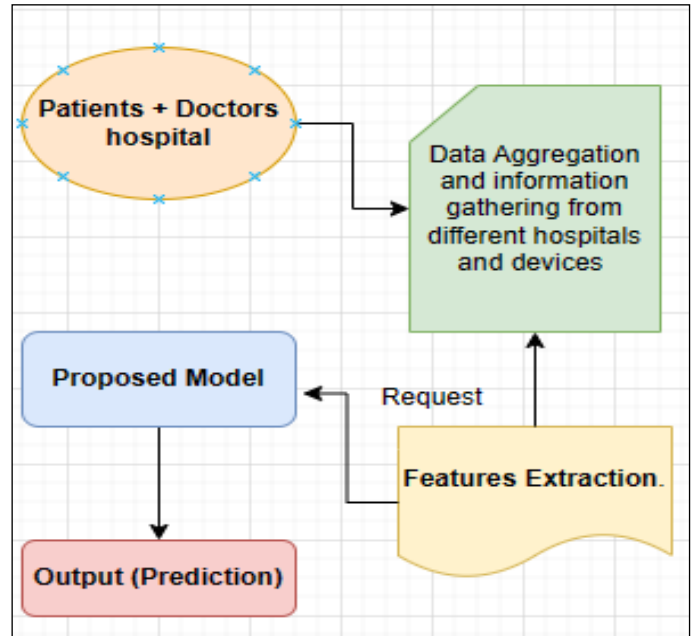 Patients + Doctors
hospital
Data Aggregation
and information
gathering from
different hospitals
and devices
Proposed Model
Request
Features Extraction.
Output (Prediction)